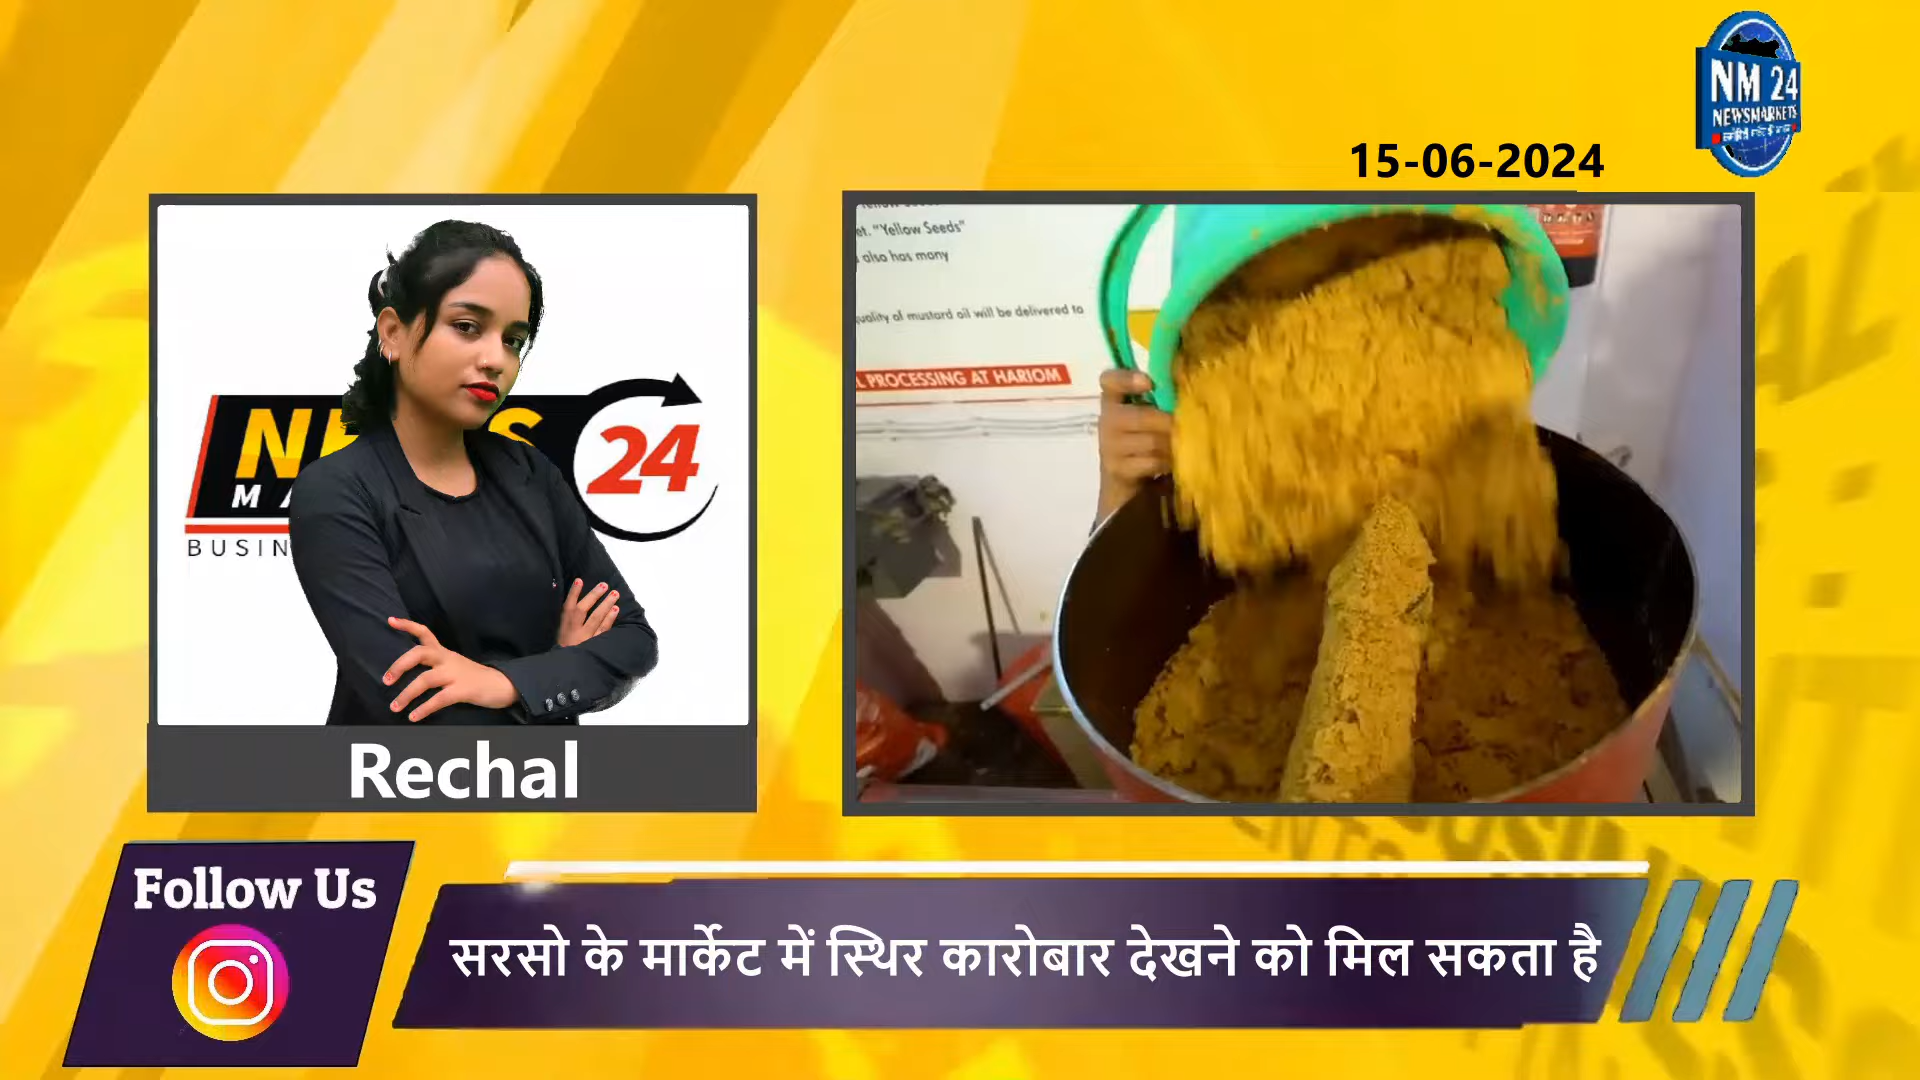 NM 24
NEWSMARKETS
15-06-2024
et. "Yellow Seeds"
also has many
quality of mustard oil will be delivered to
PROCESSING AT HARIOM
24
BUSIN
Rechal
Follow Us
सरसो के मार्केट में स्थिर कारोबार देखने को मिल सकता है